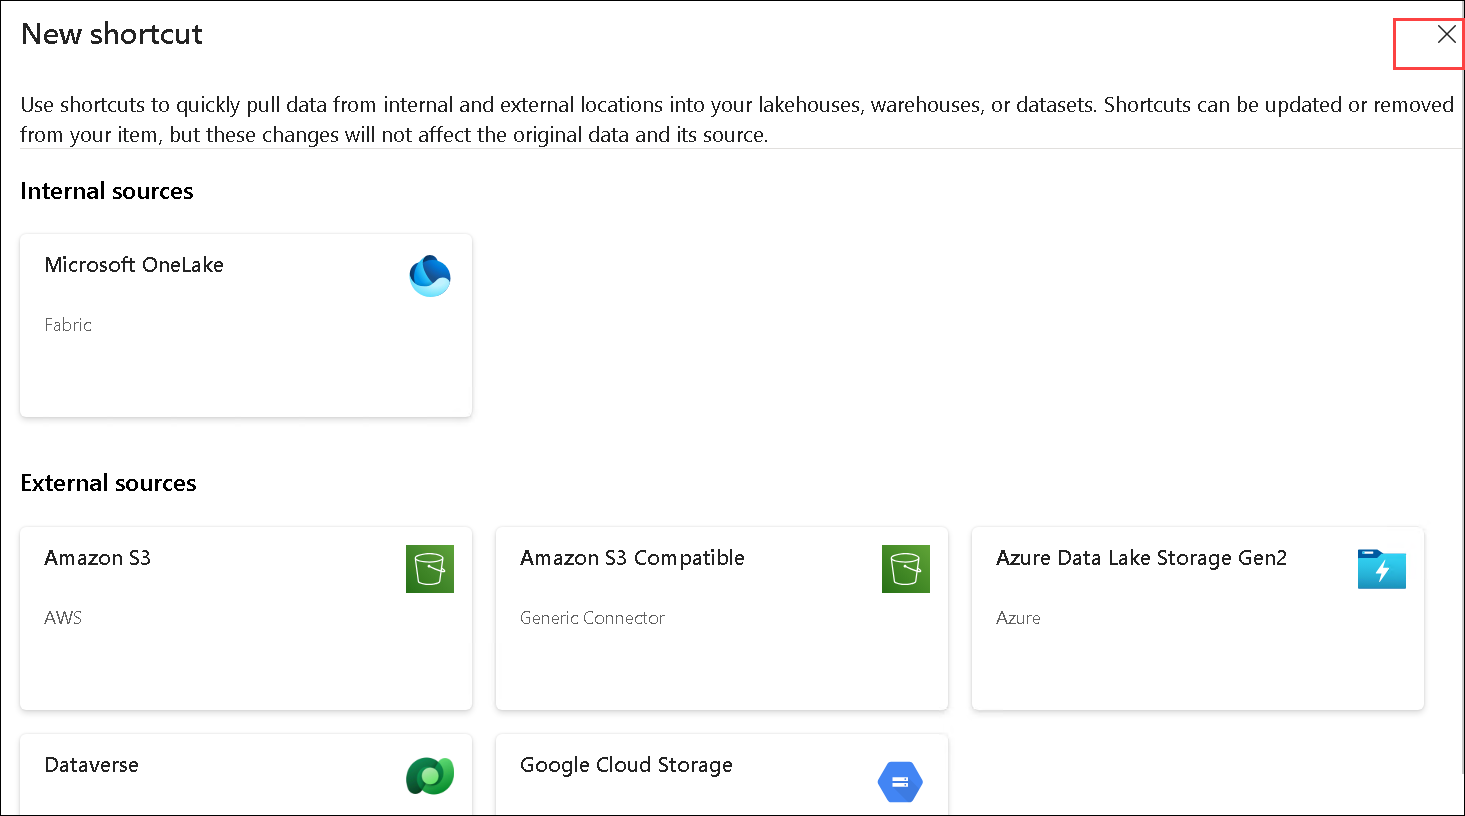 New shortcut
Use shortcuts to quickly pull data from internal and external locations into your lakehouses, warehouses, or datasets. Shortcuts can be updated or removed
from your item, but these changes will not affect the original data and its source.
Internal sources
Microsoft OneLake
Fabric
External sources
Amazon S3
AWS
Amazon S3 Compatible
Generic Connector
Azure Data Lake Storage Gen2
Azure
Dataverse
Google Cloud Storage